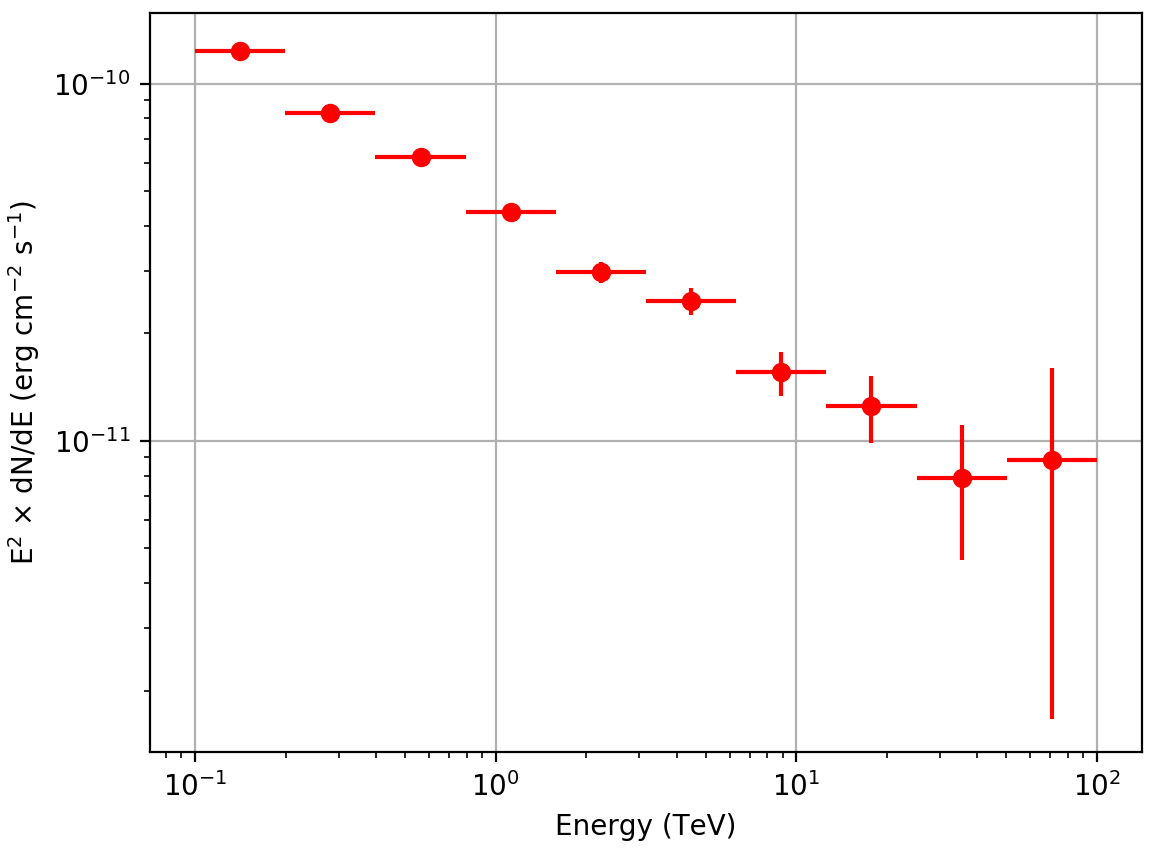 E² × dN/dE (erg cm⁻² s⁻¹)
10⁻¹⁰
10⁻¹¹
10⁻¹ 10⁰ 10¹ 10²
Energy (TeV)